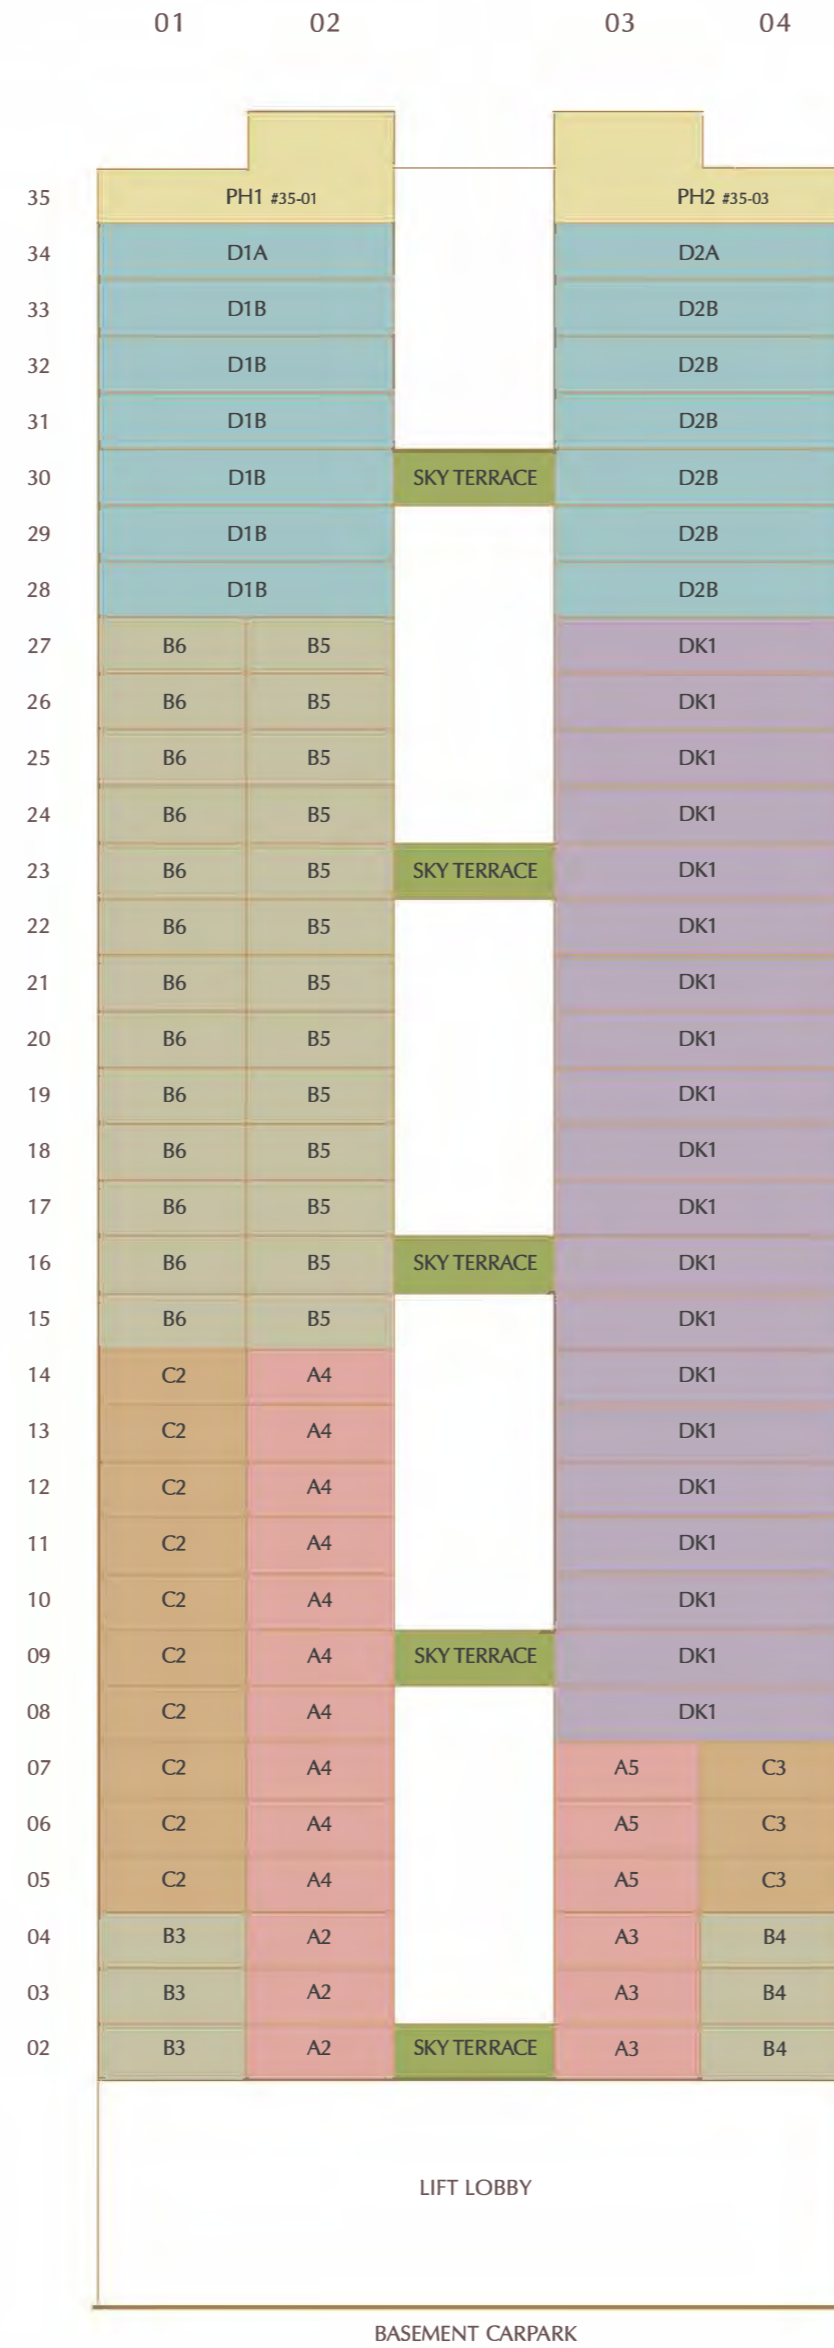 01 02 03 04
35 PH1 #35-01 PH2 #35-03
34 D1A D2A
33 D1B D2B
32 D1B D2B
31 D1B D2B
30 D1B SKY TERRACE D2B
29 D1B D2B
28 D1B D2B
27 B6 B5 DK1
26 B6 B5 DK1
25 B6 B5 DK1
24 B6 B5 DK1
23 B6 B5 SKY TERRACE DK1
22 B6 B5 DK1
21 B6 B5 DK1
20 B6 B5 DK1
19 B6 B5 DK1
18 B6 B5 DK1
17 B6 B5 DK1
16 B6 B5 SKY TERRACE DK1
15 B6 B5 DK1
14 C2 A4 DK1
13 C2 A4 DK1
12 C2 A4 DK1
11 C2 A4 DK1
10 C2 A4 DK1
09 C2 A4 SKY TERRACE DK1
08 C2 A4 DK1
07 C2 A4 A5 C3
06 C2 A4 A5 C3
05 C2 A4 A5 C3
04 B3 A2 A3 B4
03 B3 A2 A3 B4
02 B3 A2 SKY TERRACE A3 B4
LIFT LOBBY
BASEMENT CARPARK